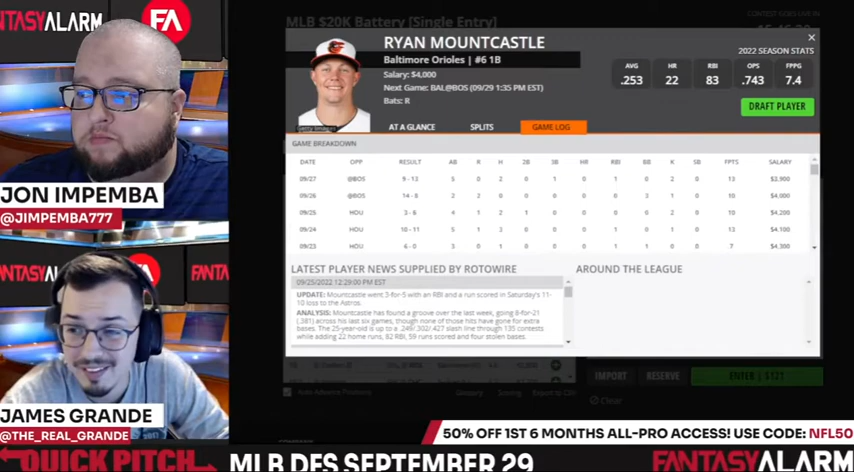 NTASYALARM
FA
JON IMPEMBA
@JIMPEMBA777
ANTASYALARM
FANTA
JAMES GRANDE
@THE_REAL_GRANDE
MLB $20K Battery [Single Entry]
RYAN MOUNTCASTLE
Baltimore Orioles | #6 1B
Salary: $4,000
Next Game: BAL@BOS (09/29 1:35 PM EST)
Bats: R
Getty Images
2022 SEASON STATS
AVG HR RBI OPS FPPG
.253 22 83 .743 7.4
DRAFT PLAYER
AT A GLANCE SPLITS GAME LOG
GAME BREAKDOWN
DATE OPP RESULT AB R H 2B 3B HR RBI BB K SB FPTS SALARY
09/27 @BOS 9 - 13 5 0 2 0 1 0 1 0 2 0 13 $3,900
09/26 @BOS 14 - 8 2 2 0 0 0 0 0 3 1 0 10 $4,000
09/25 HOU 3 - 6 4 1 2 1 0 0 0 0 2 0 10 $4,200
09/24 HOU 10 - 11 5 1 3 0 0 0 1 0 1 0 13 $4,100
09/23 HOU 6 - 0 3 0 1 0 0 0 1 1 0 0 7 $4,300
LATEST PLAYER NEWS SUPPLIED BY ROTOWIRE
AROUND THE LEAGUE
09/25/2022 12:29:00 PM EST
UPDATE: Mountcastle went 3-for-5 with an RBI and a run scored in Saturday's 11-
10 loss to the Astros.
ANALYSIS: Mountcastle has found a groove over the last week, going 8-for-21
(.381) across his last six games, though none of those hits have gone for extra
bases. The 25-year-old is up to a .249/.302/.427 slash line through 135 contests
while adding 22 home runs, 82 RBI, 59 runs scored and four stolen bases.
IMPORT RESERVE ENTER | $121
Clear
50% OFF 1ST 6 MONTHS ALL-PRO ACCESS! USE CODE: NFL50
QUICK PITCH
MLB DFS SEPTEMBER 29
FANTASYALARM